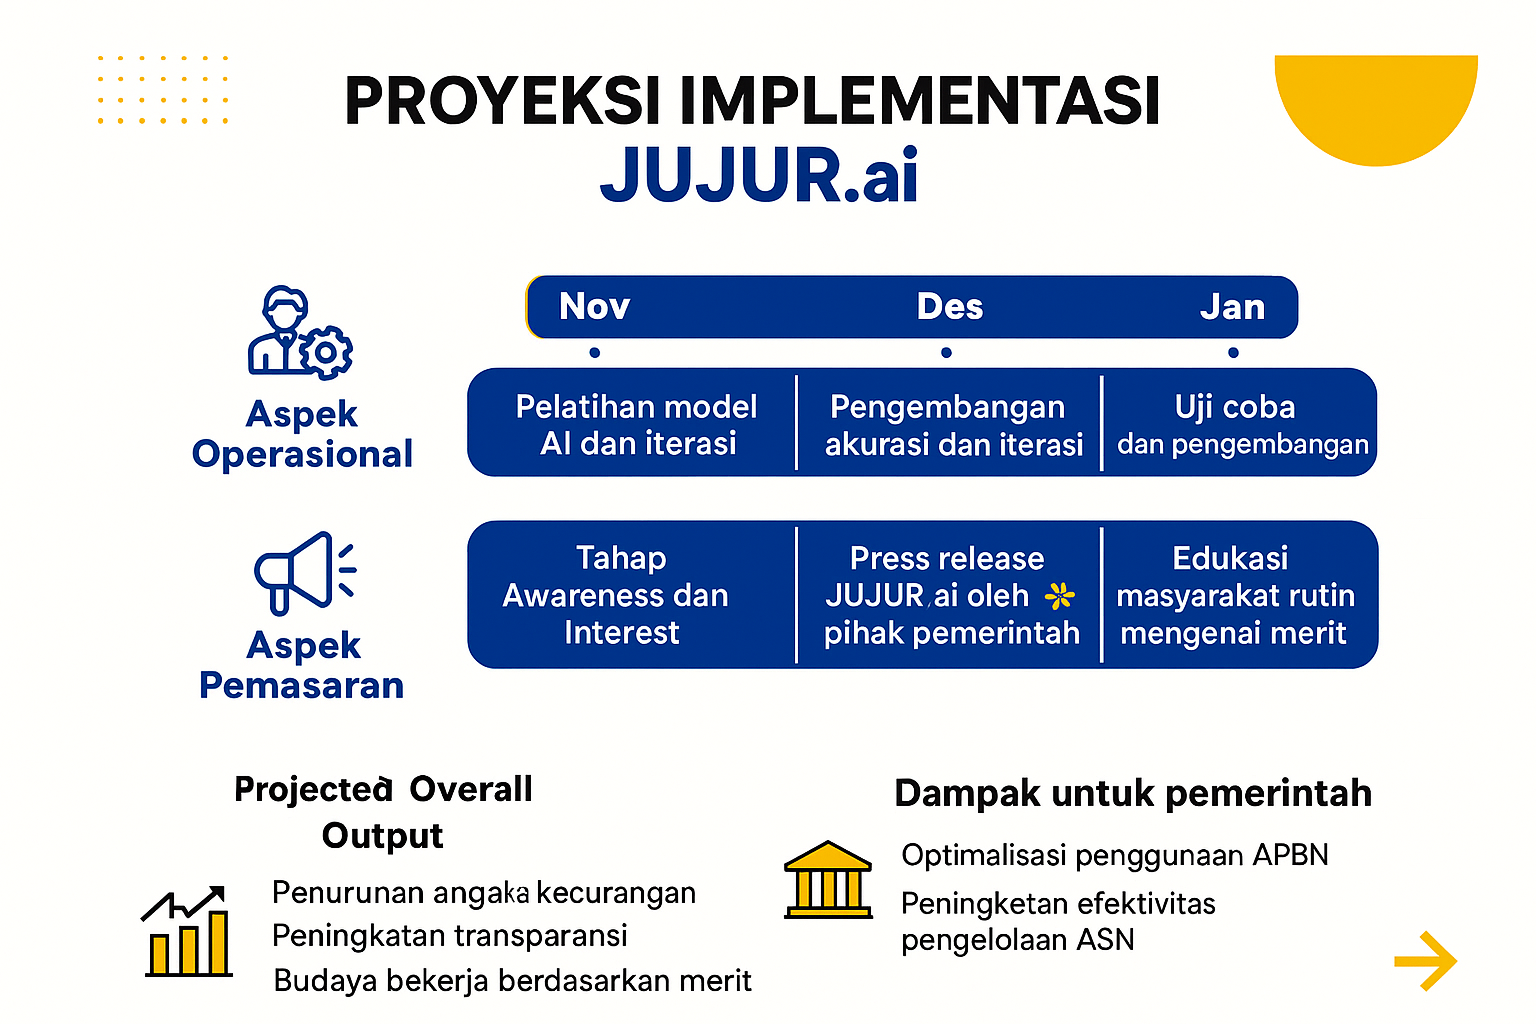 PROYEKSI IMPLEMENTASI
JUJUR.ai
Nov Des Jan
Aspek
Operasional
Pelatihan model
AI dan iterasi
Pengembangan
akurasi dan iterasi
Uji coba
dan pengembangan
Aspek
Pemasaran
Tahap
Awareness dan
Interest
Press release
JUJUR,ai oleh
pihak pemerintah
Edukasi
masyarakat rutin
mengenai merit
Projected Overall
Output
Penurunan angaka kecurangan
Peningkatan transparansi
Budaya bekerja berdasarkan merit
Dampak untuk pemerintah
Optimalisasi penggunaan APBN
Peningketan efektivitas
pengelolaan ASN